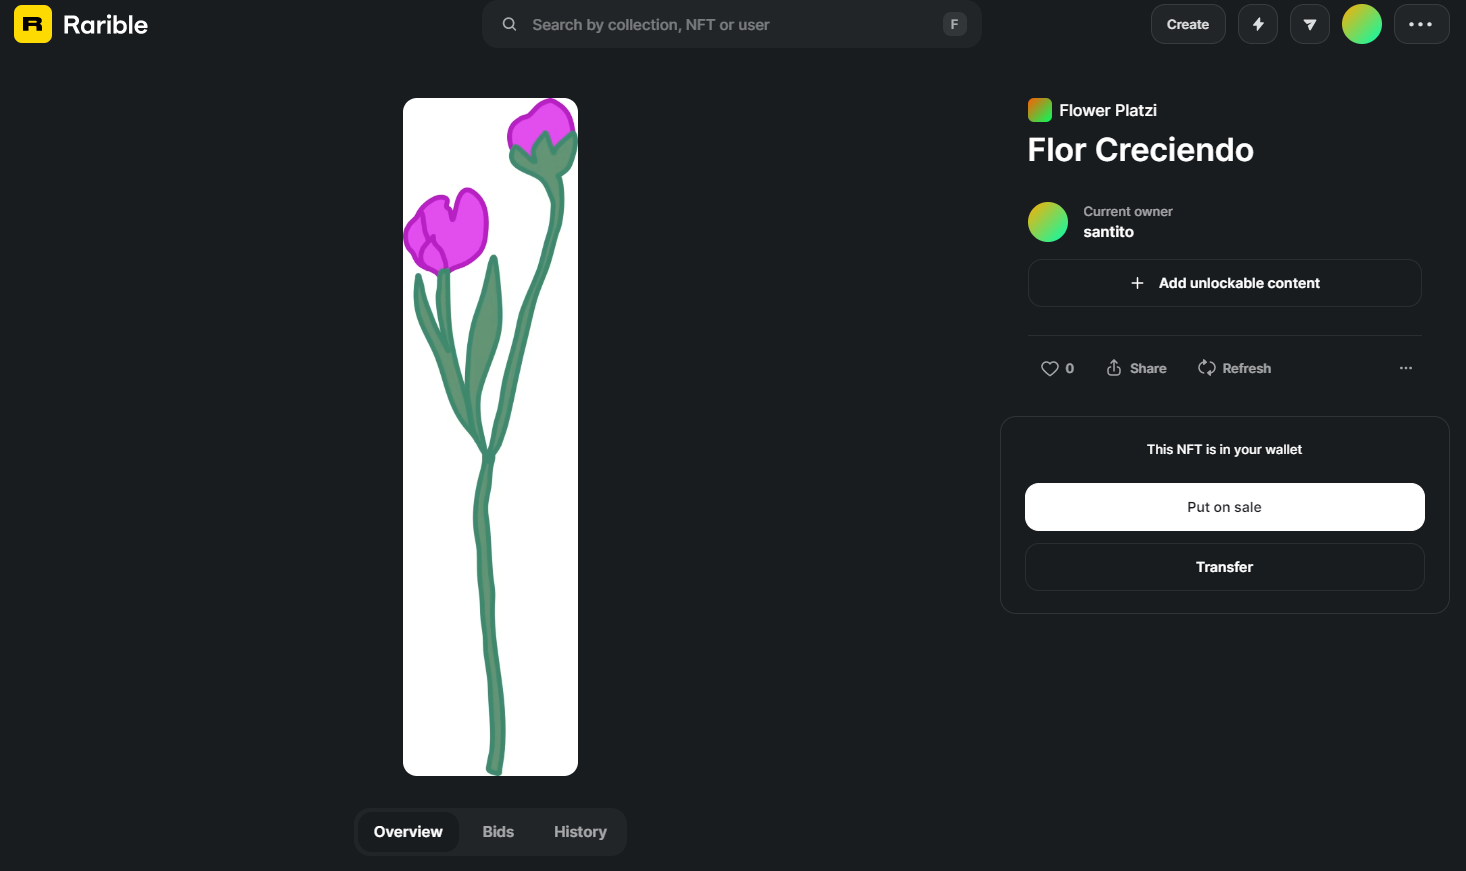 R Rarible
Search by collection, NFT or user
F
Create
Flower Platzi
Flor Creciendo
Current owner
santito
Add unlockable content
0
Share
Refresh
This NFT is in your wallet
Put on sale
Transfer
Overview
Bids
History